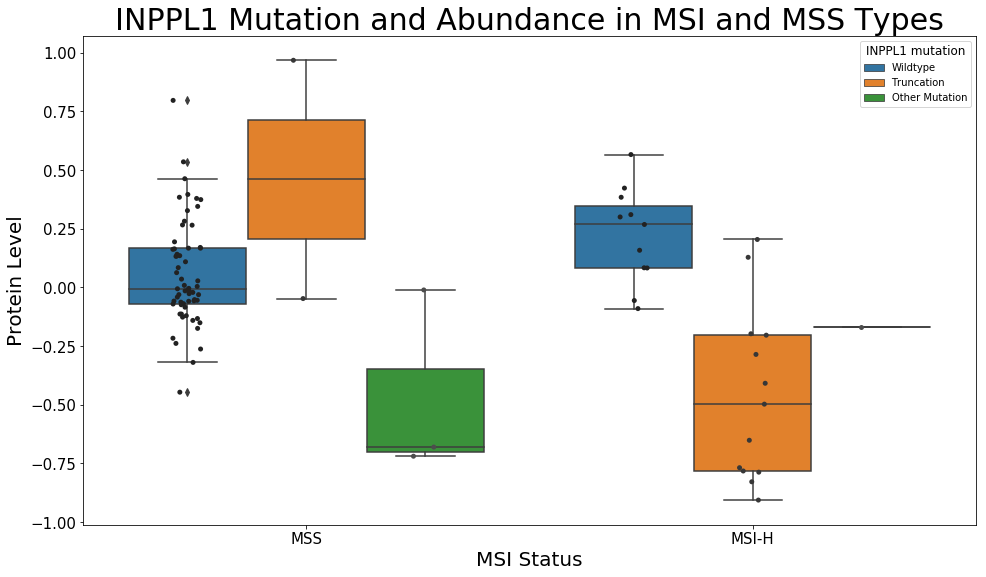 INPPL1 Mutation and Abundance in MSI and MSS Types
INPPL1 mutation
Wildtype
Truncation
Other Mutation
Protein Level
1.00
0.75
0.50
0.25
0.00
−0.25
−0.50
−0.75
−1.00
MSS
MSI-H
MSI Status